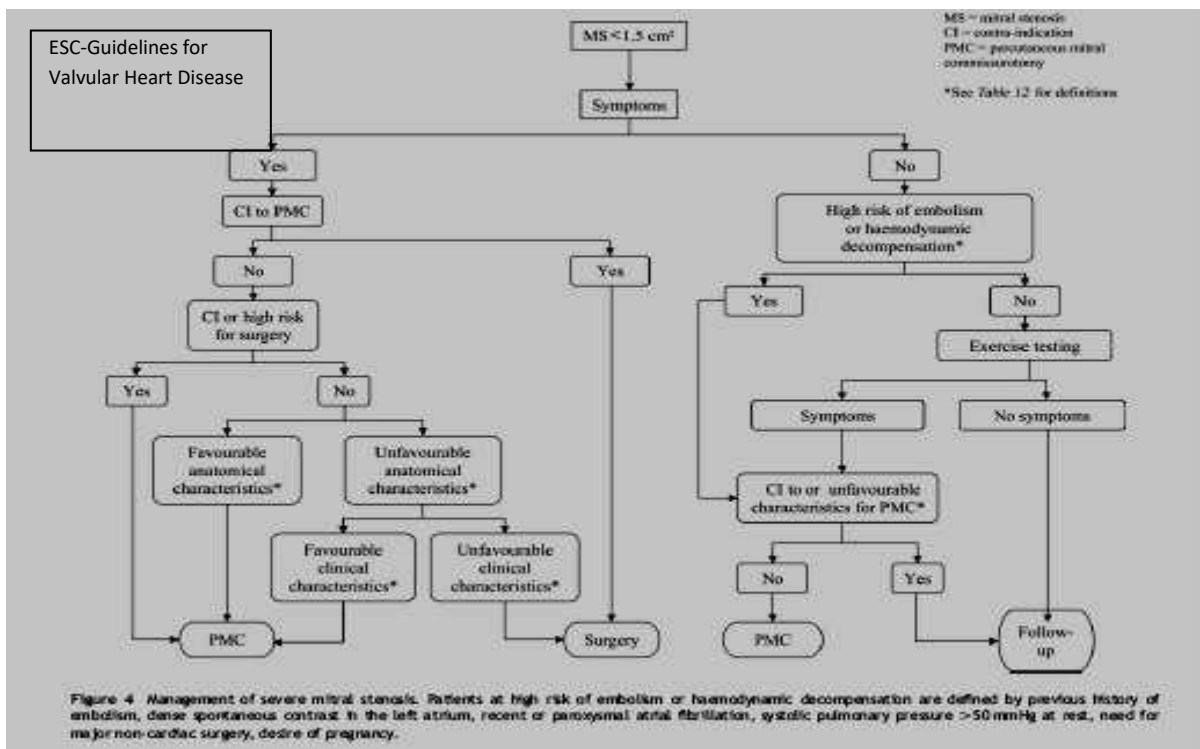 ESC-Guidelines for
Valvular Heart Disease
MS < 1.5 cm²
MS = mitral stenosis
CI = contra-indication
PMC = percutaneous mitral
commissurotomy
*See Table 12 for definitions
Symptoms
Yes
No
CI to PMC
High risk of embolism
or haemodynamic
decompensation*
No
Yes
Yes
No
CI or high risk
for surgery
Exercise testing
Yes
No
Symptoms
No symptoms
Favourable
anatomical
characteristics*
Unfavourable
anatomical
characteristics*
CI to or unfavourable
characteristics for PMC*
Favourable
clinical
characteristics*
Unfavourable
clinical
characteristics*
No
Yes
PMC
Surgery
PMC
Follow-
up
Figure 4 Management of severe mitral stenosis. Patients at high risk of embolism or haemodynamic decompensation are defined by previous history of
embolism, dense spontaneous contrast in the left atrium, recent or paroxysmal atrial fibrillation, systolic pulmonary pressure >50 mmHg at rest, need for
major non-cardiac surgery, desire of pregnancy.